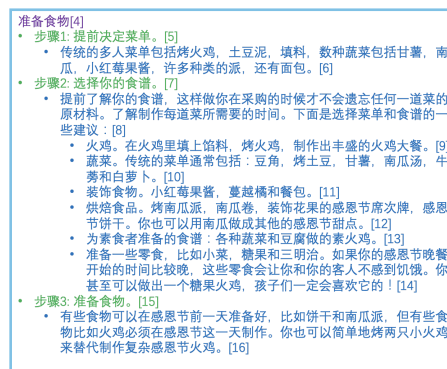 准备食物[4]
• 步骤1: 提前决定菜单。[5]
• 传统的多人菜单包括烤火鸡，土豆泥，填料，数种蔬菜包括甘薯，南
瓜，小红莓果酱，许多种类的派，还有面包。[6]
• 步骤2: 选择你的食谱。[7]
• 提前了解你的食谱，这样做你在采购的时候才不会遗忘任何一道菜的
原材料。了解制作每道菜所需要的时间。下面是选择菜单和食谱的一
些建议：[8]
• 火鸡。在火鸡里填上馅料，烤火鸡，制作出丰盛的火鸡大餐。[9]
• 蔬菜。传统的菜单通常包括：豆角，烤土豆，甘薯，南瓜汤，牛
蒡和白萝卜。[10]
• 装饰食物。小红莓果酱，蔓越橘和餐包。[11]
• 烘焙食品。烤南瓜派，南瓜卷，装饰花果的感恩节席次牌，感恩
节饼干。你也可以用南瓜做成其他的感恩节甜点。[12]
• 为素食者准备的食谱：各种蔬菜和豆腐做的素火鸡。[13]
• 准备一些零食，比如小菜，糖果和三明治。如果你的感恩节晚餐
开始的时间比较晚，这些零食会让你和你的客人不感到饥饿。你
甚至可以做出一个糖果火鸡，孩子们一定会喜欢它的！[14]
• 步骤3: 准备食物。[15]
• 有些食物可以在感恩节前一天准备好，比如饼干和南瓜派，但有些食
物比如火鸡必须在感恩节这一天制作。你也可以简单地烤两只小火鸡
来替代制作复杂感恩节火鸡。[16]